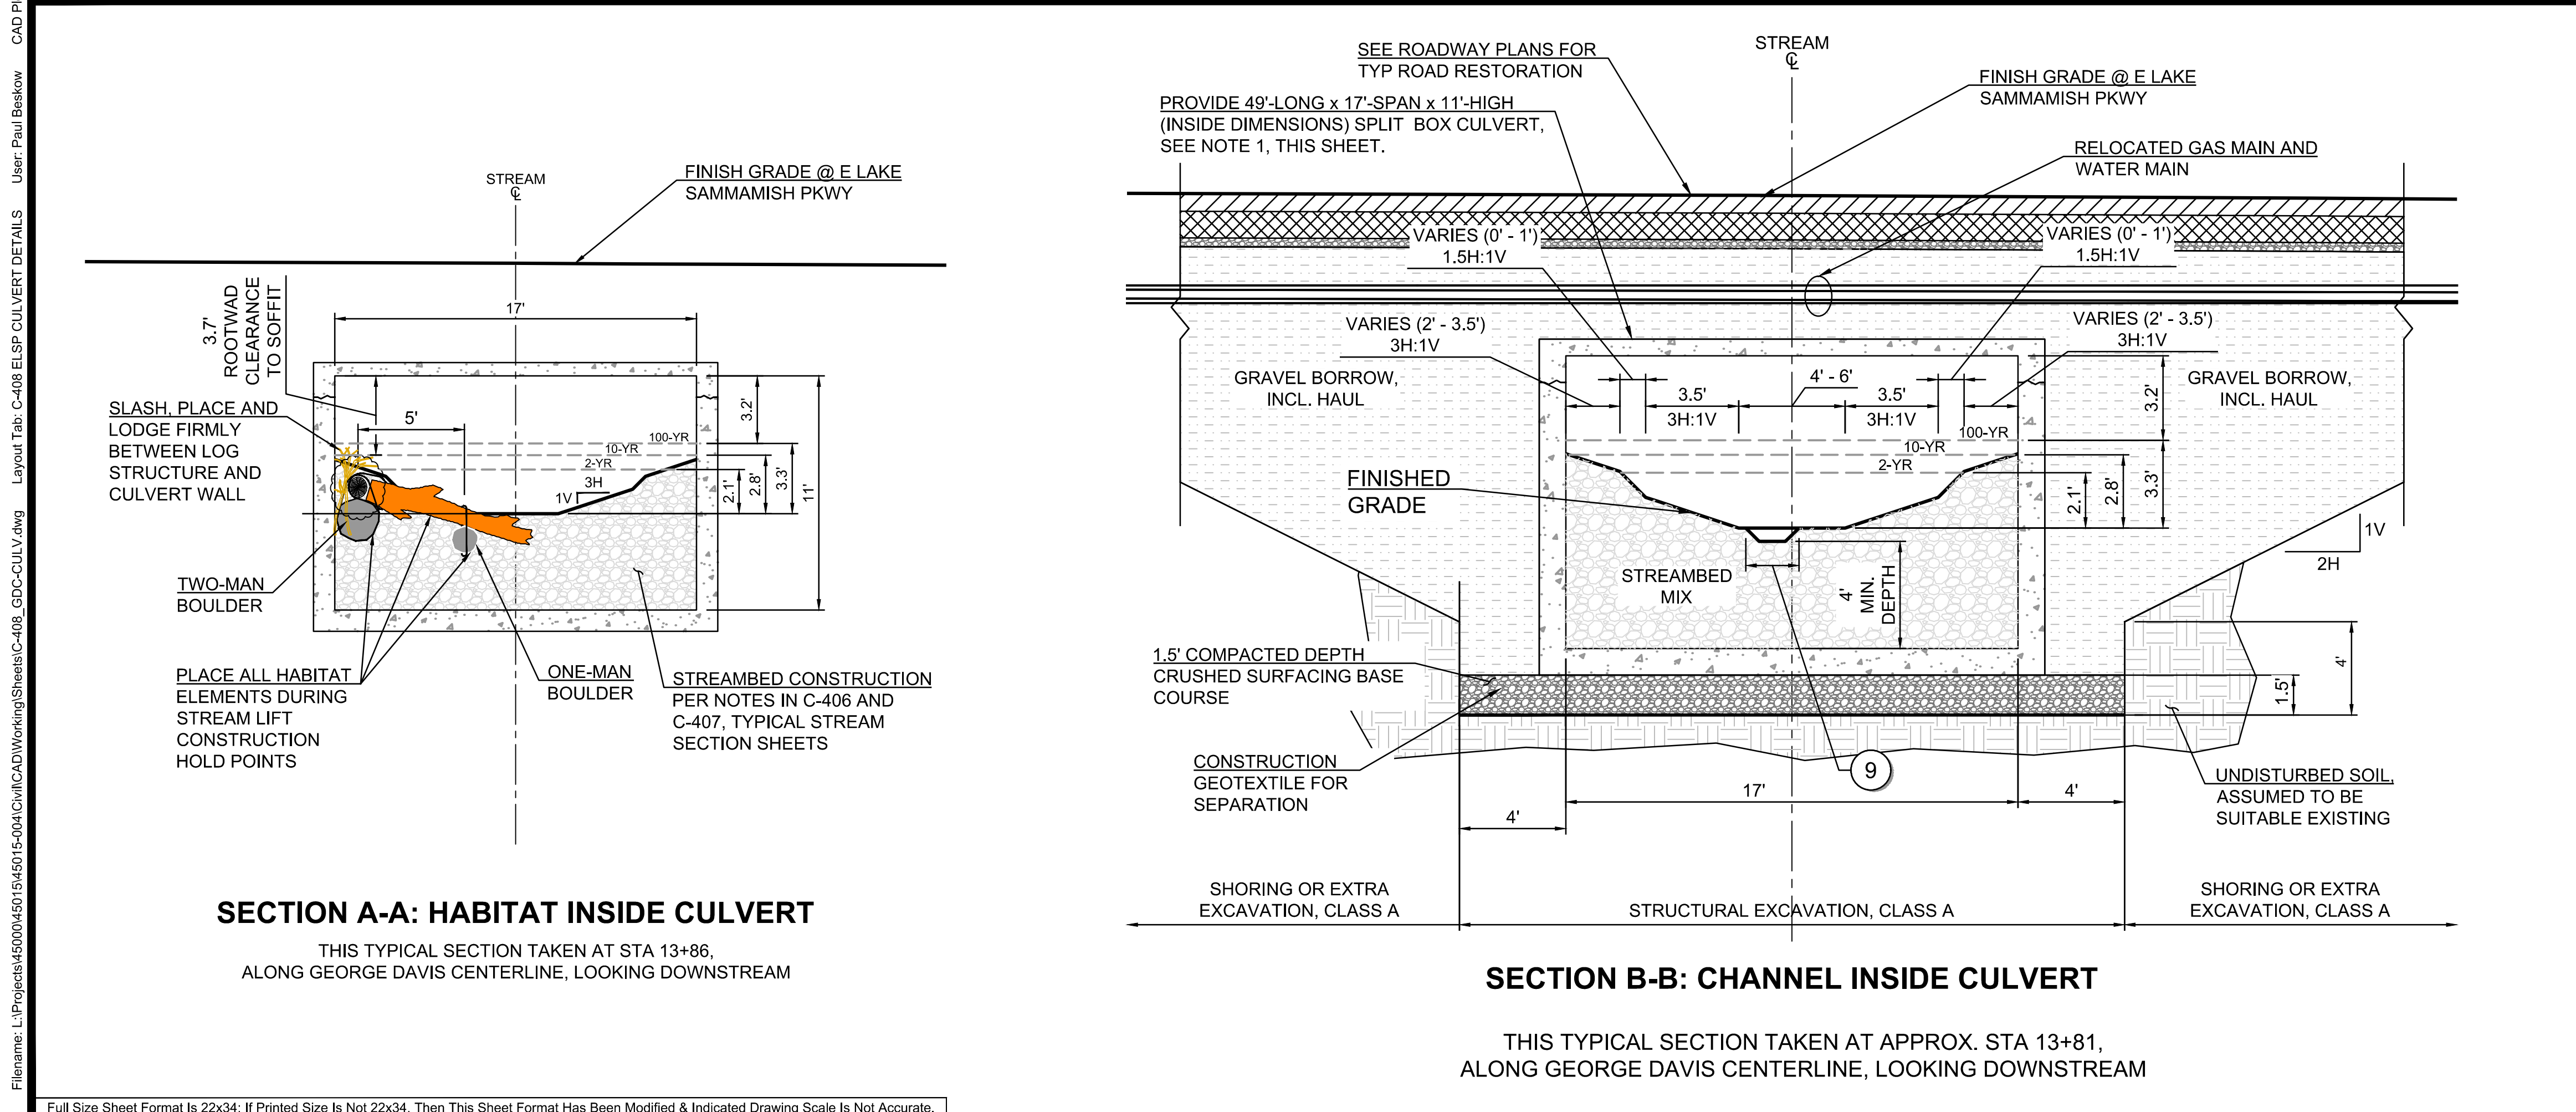 CAD Pl
User: Paul Beskow
Layout Tab: C-408 ELSP CULVERT DETAILS
Filename: L:\Projects\45000\45015\45015-004\Civil\CAD\Working\Sheets\C-408_GDC-CULV.dwg
STREAM
CL
FINISH GRADE @ E LAKE
SAMMAMISH PKWY
3.7'
ROOTWAD
CLEARANCE
TO SOFFIT
17'
SLASH, PLACE AND
LODGE FIRMLY
BETWEEN LOG
STRUCTURE AND
CULVERT WALL
5'
3.2'
100-YR
10-YR
2-YR
3H
1V
2.1'
2.8'
3.3'
11'
TWO-MAN
BOULDER
PLACE ALL HABITAT
ELEMENTS DURING
STREAM LIFT
CONSTRUCTION
HOLD POINTS
ONE-MAN
BOULDER
STREAMBED CONSTRUCTION
PER NOTES IN C-406 AND
C-407, TYPICAL STREAM
SECTION SHEETS
SECTION A-A: HABITAT INSIDE CULVERT
THIS TYPICAL SECTION TAKEN AT STA 13+86,
ALONG GEORGE DAVIS CENTERLINE, LOOKING DOWNSTREAM
Full Size Sheet Format Is 22x34; If Printed Size Is Not 22x34, Then This Sheet Format Has Been Modified & Indicated Drawing Scale Is Not Accurate.
SEE ROADWAY PLANS FOR
TYP ROAD RESTORATION
STREAM
CL
FINISH GRADE @ E LAKE
SAMMAMISH PKWY
PROVIDE 49'-LONG x 17'-SPAN x 11'-HIGH
(INSIDE DIMENSIONS) SPLIT BOX CULVERT,
SEE NOTE 1, THIS SHEET.
RELOCATED GAS MAIN AND
WATER MAIN
VARIES (0' - 1')
1.5H:1V
VARIES (0' - 1')
1.5H:1V
VARIES (2' - 3.5')
3H:1V
VARIES (2' - 3.5')
3H:1V
GRAVEL BORROW,
INCL. HAUL
4' - 6'
3.5'
3H:1V
3.5'
3H:1V
GRAVEL BORROW,
INCL. HAUL
3.2'
100-YR
10-YR
2-YR
FINISHED
GRADE
2.1'
2.8'
3.3'
1V
2H
STREAMBED
MIX
4'
MIN.
DEPTH
1.5' COMPACTED DEPTH
CRUSHED SURFACING BASE
COURSE
4'
1.5'
CONSTRUCTION
GEOTEXTILE FOR
SEPARATION
9
17'
4'
4'
UNDISTURBED SOIL,
ASSUMED TO BE
SUITABLE EXISTING
SHORING OR EXTRA
EXCAVATION, CLASS A
STRUCTURAL EXCAVATION, CLASS A
SHORING OR EXTRA
EXCAVATION, CLASS A
SECTION B-B: CHANNEL INSIDE CULVERT
THIS TYPICAL SECTION TAKEN AT APPROX. STA 13+81,
ALONG GEORGE DAVIS CENTERLINE, LOOKING DOWNSTREAM